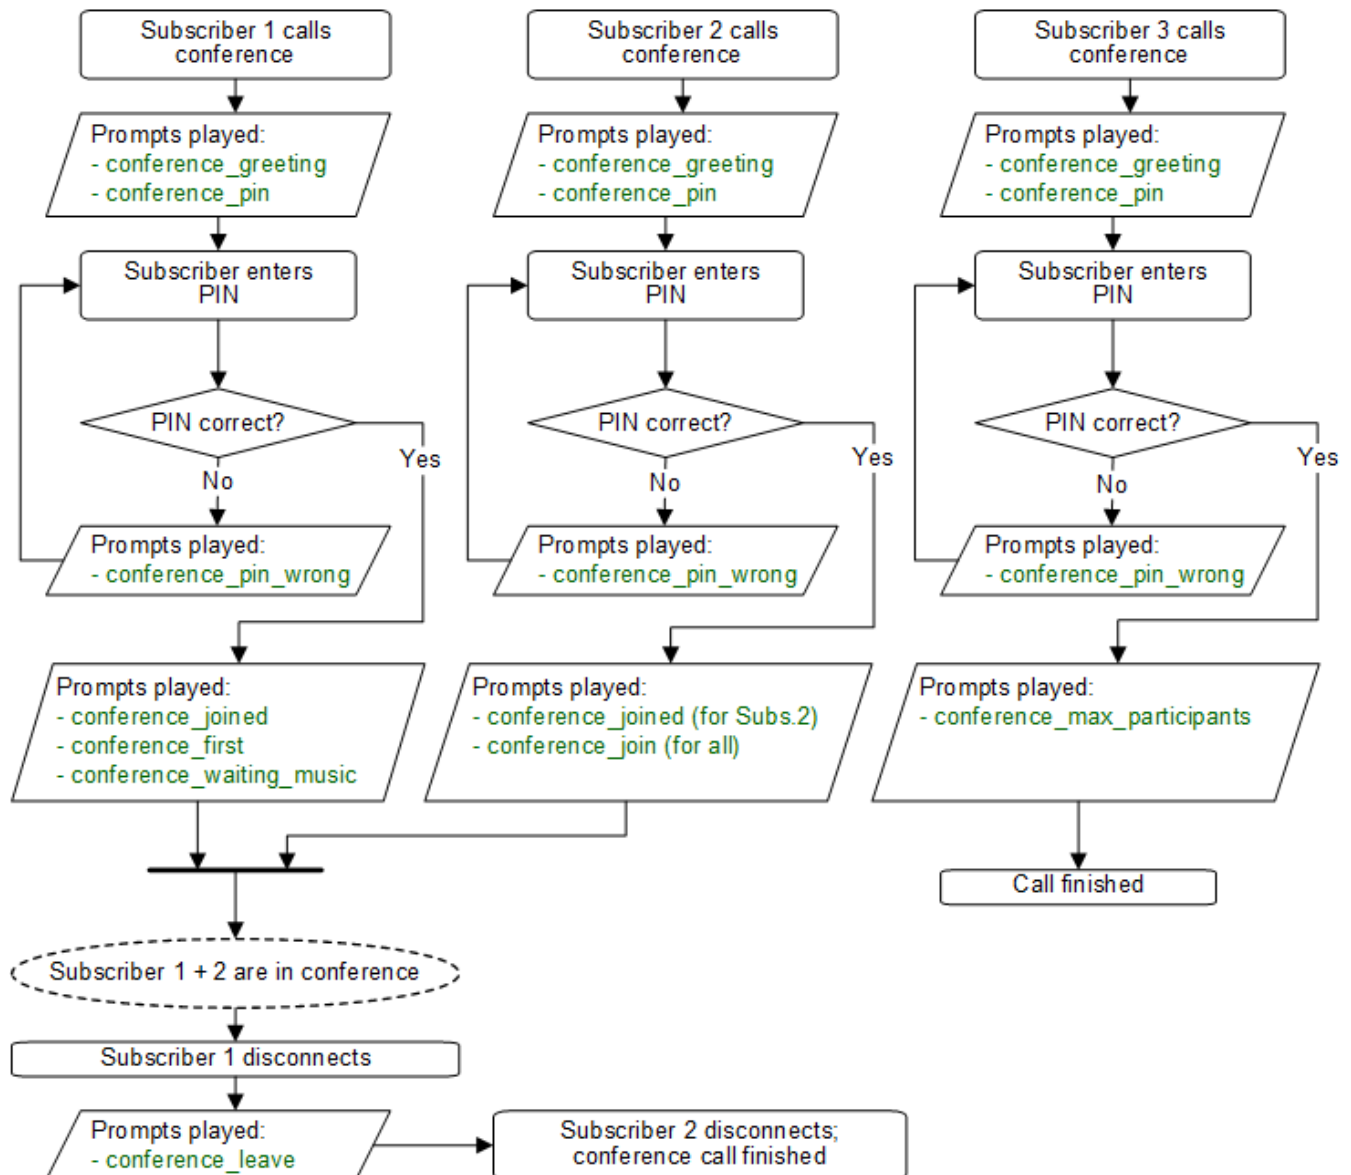 Subscriber 1 calls
conference
Subscriber 2 calls
conference
Subscriber 3 calls
conference
Prompts played:
- conference_greeting
- conference_pin
Prompts played:
- conference_greeting
- conference_pin
Prompts played:
- conference_greeting
- conference_pin
Subscriber enters
PIN
Subscriber enters
PIN
Subscriber enters
PIN
PIN correct?
PIN correct?
PIN correct?
Yes
Yes
Yes
No
No
No
Prompts played:
- conference_pin_wrong
Prompts played:
- conference_pin_wrong
Prompts played:
- conference_pin_wrong
Prompts played:
- conference_joined
- conference_first
- conference_waiting_music
Prompts played:
- conference_joined (for Subs.2)
- conference_join (for all)
Prompts played:
- conference_max_participants
Call finished
Subscriber 1 + 2 are in conference
Subscriber 1 disconnects
Prompts played:
- conference_leave
Subscriber 2 disconnects;
conference call finished